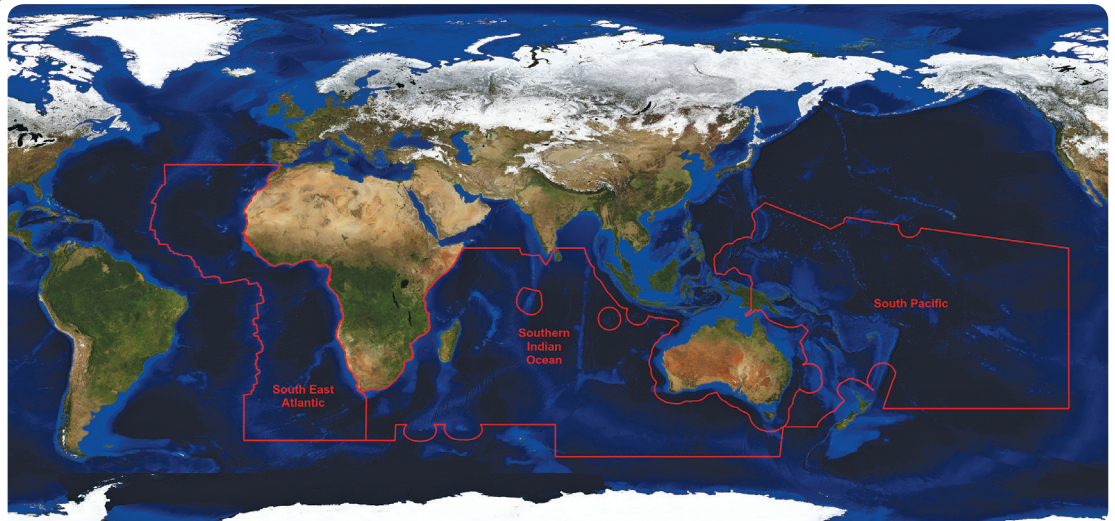 South Pacific
Southern
Indian
Ocean
South East
Atlantic